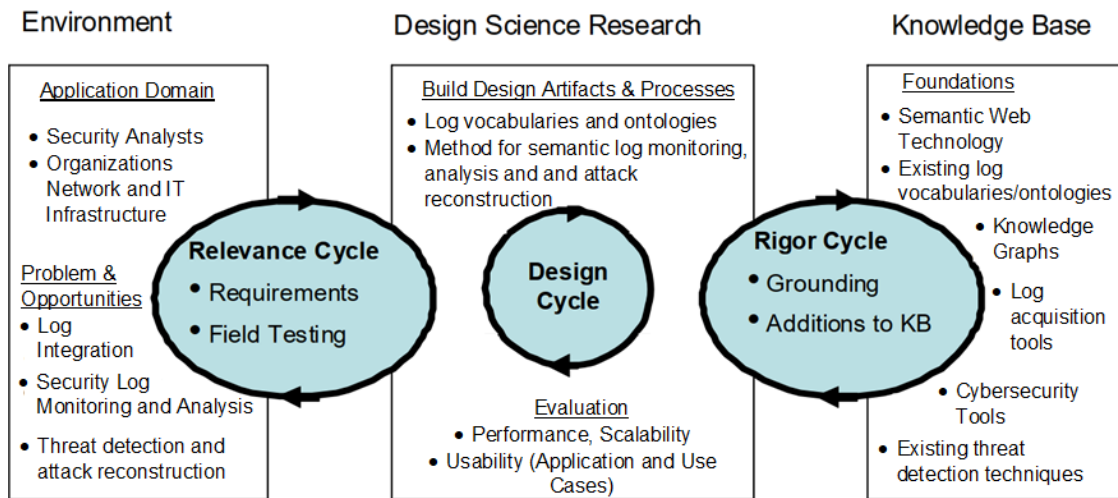 Environment
Design Science Research
Knowledge Base
Application Domain
• Security Analysts
• Organizations
Network and IT
Infrastructure
Problem &
Opportunities
• Log
Integration
• Security Log
Monitoring and Analysis
• Threat detection and
attack reconstruction
Relevance Cycle
• Requirements
• Field Testing
Build Design Artifacts & Processes
• Log vocabularies and ontologies
• Method for semantic log monitoring,
analysis and and attack
reconstruction
Design
Cycle
Evaluation
• Performance, Scalability
• Usability (Application and Use
Cases)
Rigor Cycle
• Grounding
• Additions to KB
Foundations
• Semantic Web
Technology
• Existing log
vocabularies/ontologies
• Knowledge
Graphs
• Log
acquisition
tools
• Cybersecurity
Tools
• Existing threat
detection techniques